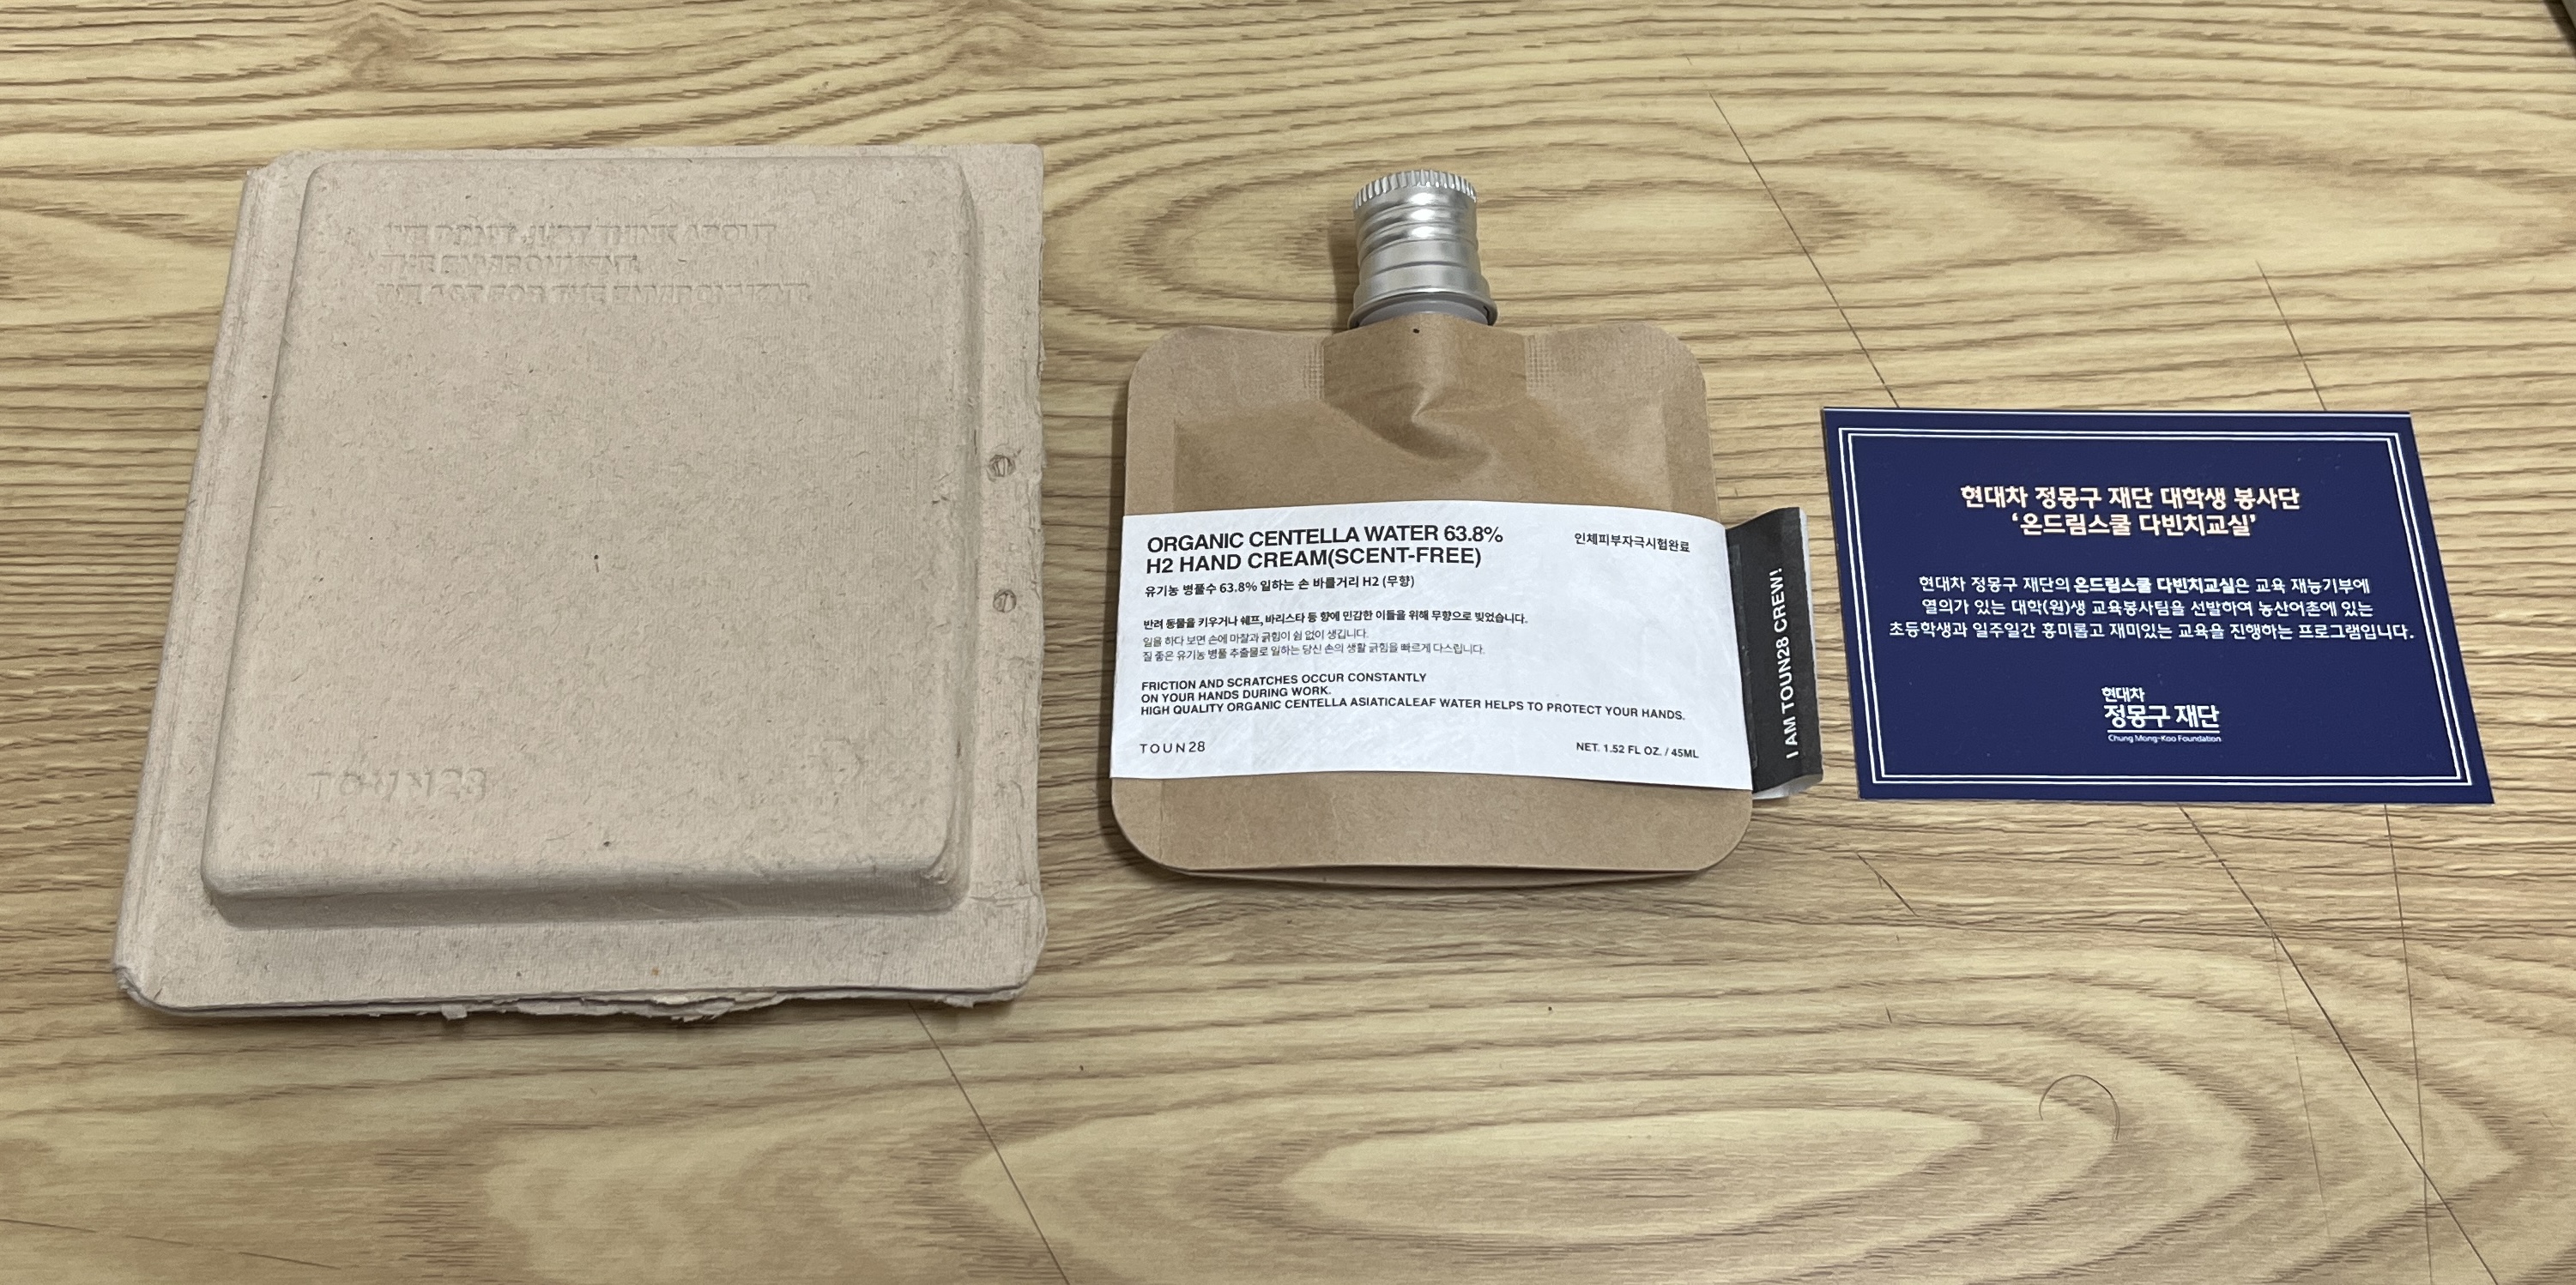 WE DON'T JUST THINK ABOUT
THE ENVIRONMENT.
WE ACT FOR THE ENVIRONMENT.
TOUN28
ORGANIC CENTELLA WATER 63.8%
H2 HAND CREAM(SCENT-FREE)
인체피부자극시험완료
유기농 병풀수 63.8% 일하는 손 바를거리 H2 (무향)
반려 동물을 키우거나 쉐프, 바리스타 등 향에 민감한 이들을 위해 무향으로 빚었습니다.
일을 하다 보면 손에 마찰과 긁힘이 쉼 없이 생깁니다.
질 좋은 유기농 병풀 추출물로 일하는 당신 손의 생활 긁힘을 빠르게 다스립니다.
FRICTION AND SCRATCHES OCCUR CONSTANTLY
ON YOUR HANDS DURING WORK.
HIGH QUALITY ORGANIC CENTELLA ASIATICALEAF WATER HELPS TO PROTECT YOUR HANDS.
TOUN28
NET. 1.52 FL OZ. / 45ML
I AM TOUN28 CREW!
현대차 정몽구 재단 대학생 봉사단
‘온드림스쿨 다빈치교실’
현대차 정몽구 재단의 온드림스쿨 다빈치교실은 교육 재능기부에
열의가 있는 대학(원)생 교육봉사팀을 선발하여 농산어촌에 있는
초등학생과 일주일간 흥미롭고 재미있는 교육을 진행하는 프로그램입니다.
현대차
정몽구 재단
Chung Mong-Koo Foundation